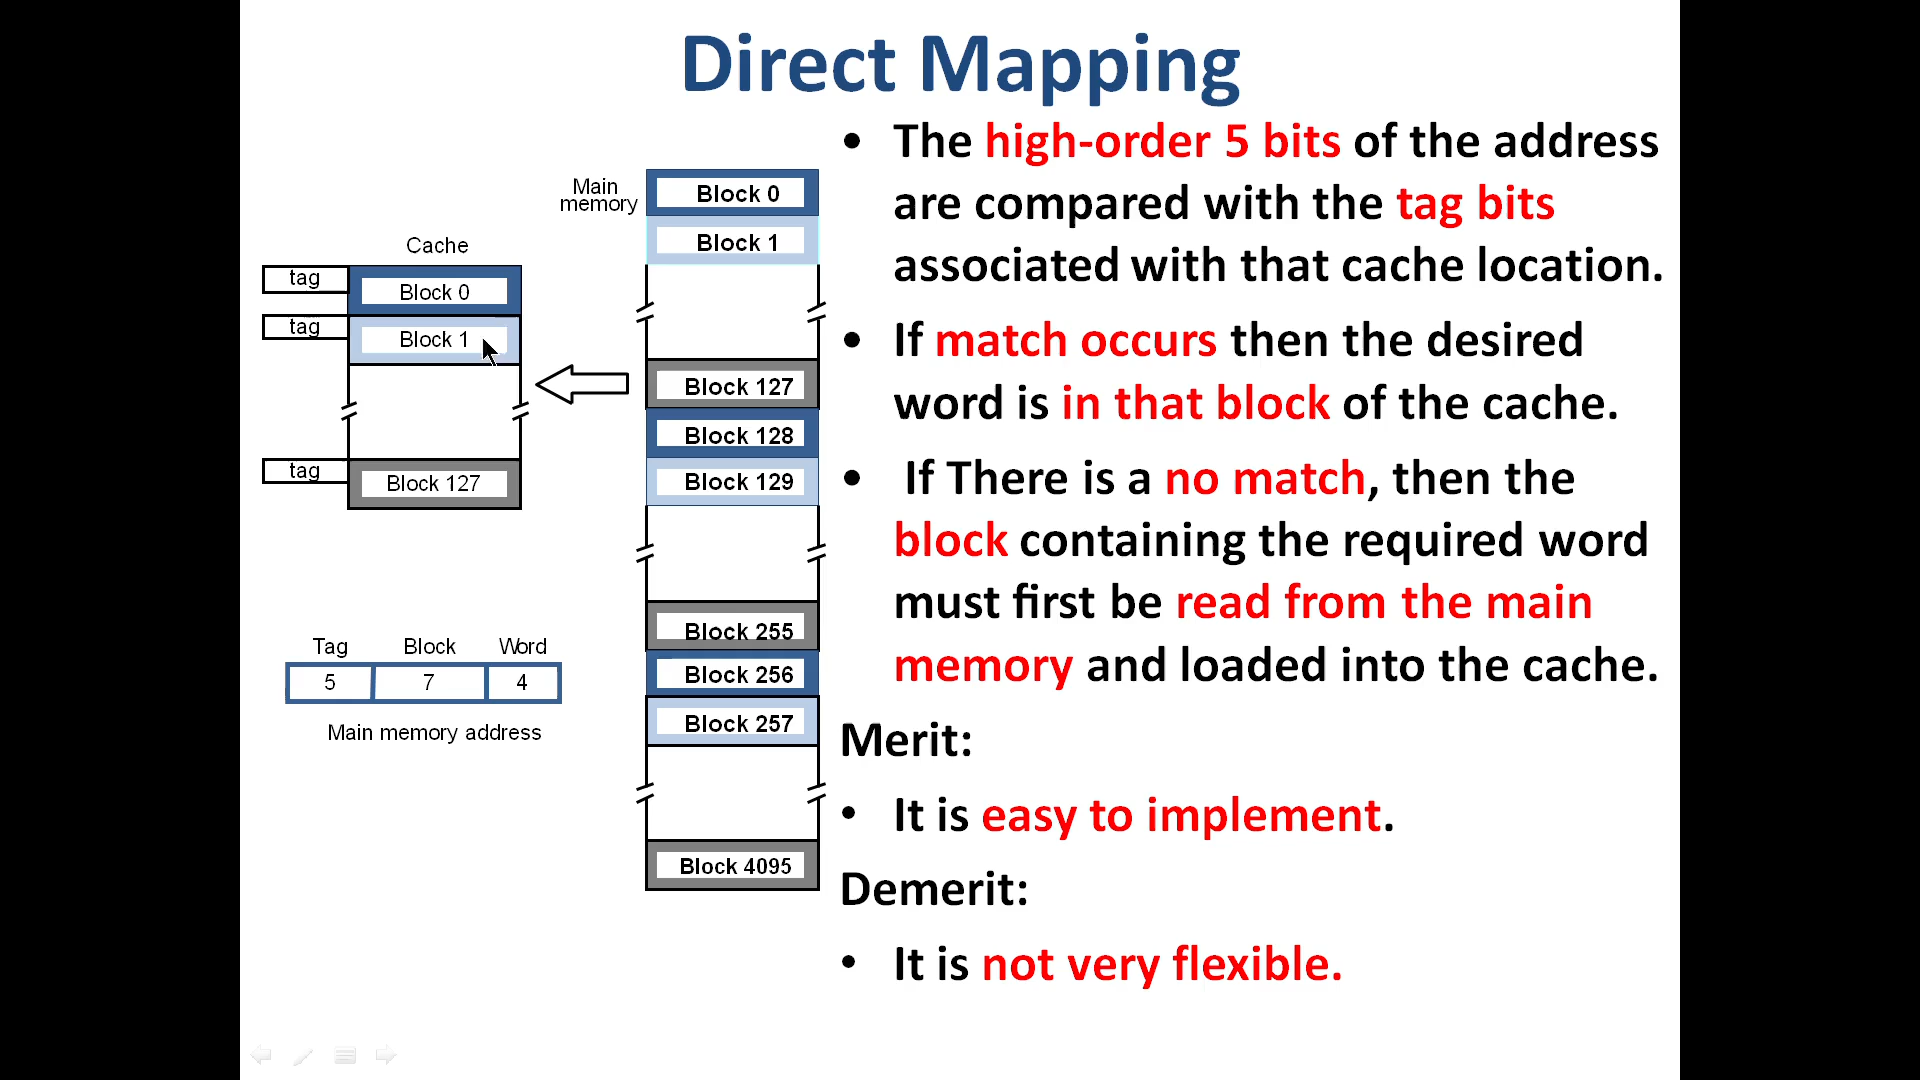 Direct Mapping
Main
memory
Block 0
Block 1
Block 127
Block 128
Block 129
Block 255
Block 256
Block 257
Block 4095
Cache
tag
Block 0
tag
Block 1
tag
Block 127
Tag Block Word
5 7 4
Main memory address
• The high-order 5 bits of the address
are compared with the tag bits
associated with that cache location.
• If match occurs then the desired
word is in that block of the cache.
• If There is a no match, then the
block containing the required word
must first be read from the main
memory and loaded into the cache.
Merit:
• It is easy to implement.
Demerit:
• It is not very flexible.